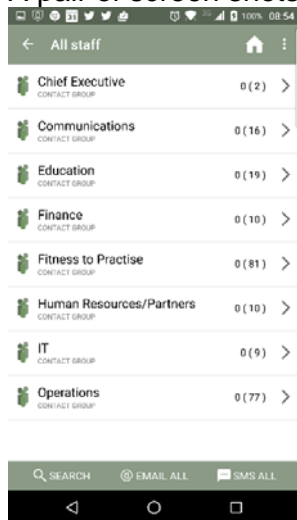 A pair of screen shots
31 3G 100% 08:54
All staff
Chief Executive 0(2)
CONTACT GROUP
Communications 0(16)
CONTACT GROUP
Education 0(19)
CONTACT GROUP
Finance 0(10)
CONTACT GROUP
Fitness to Practise 0(81)
CONTACT GROUP
Human Resources/Partners 0(10)
CONTACT GROUP
IT 0(9)
CONTACT GROUP
Operations 0(77)
CONTACT GROUP
SEARCH @ EMAIL ALL SMS ALL